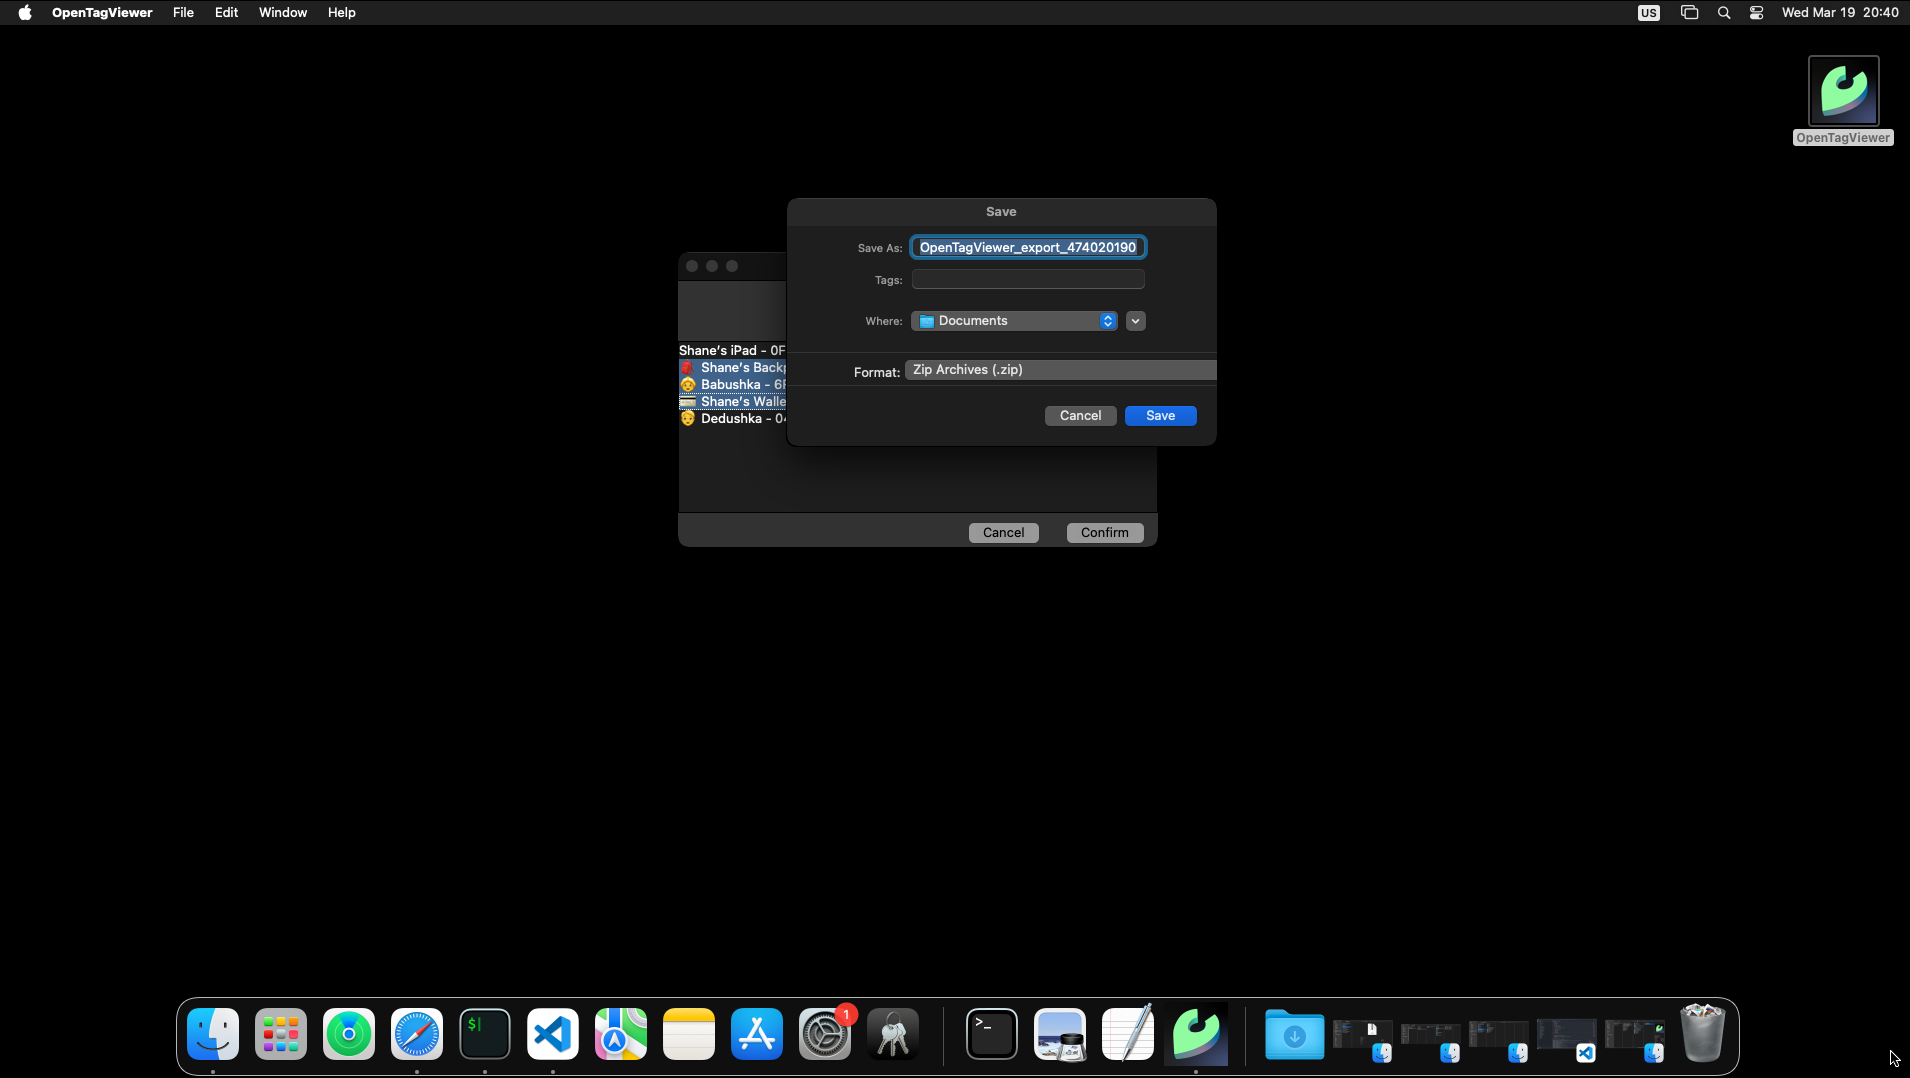 OpenTagViewer File Edit Window Help
US Wed Mar 19 20:40
OpenTagViewer
Save
Save As: OpenTagViewer_export_474020190
Tags:
Where: Documents
Format: Zip Archives (.zip)
Cancel Save
Shane's iPad - 0F
Shane's Backp
Babushka - 6F
Shane's Walle
Dedushka - 04
Cancel Confirm
$
1
>_